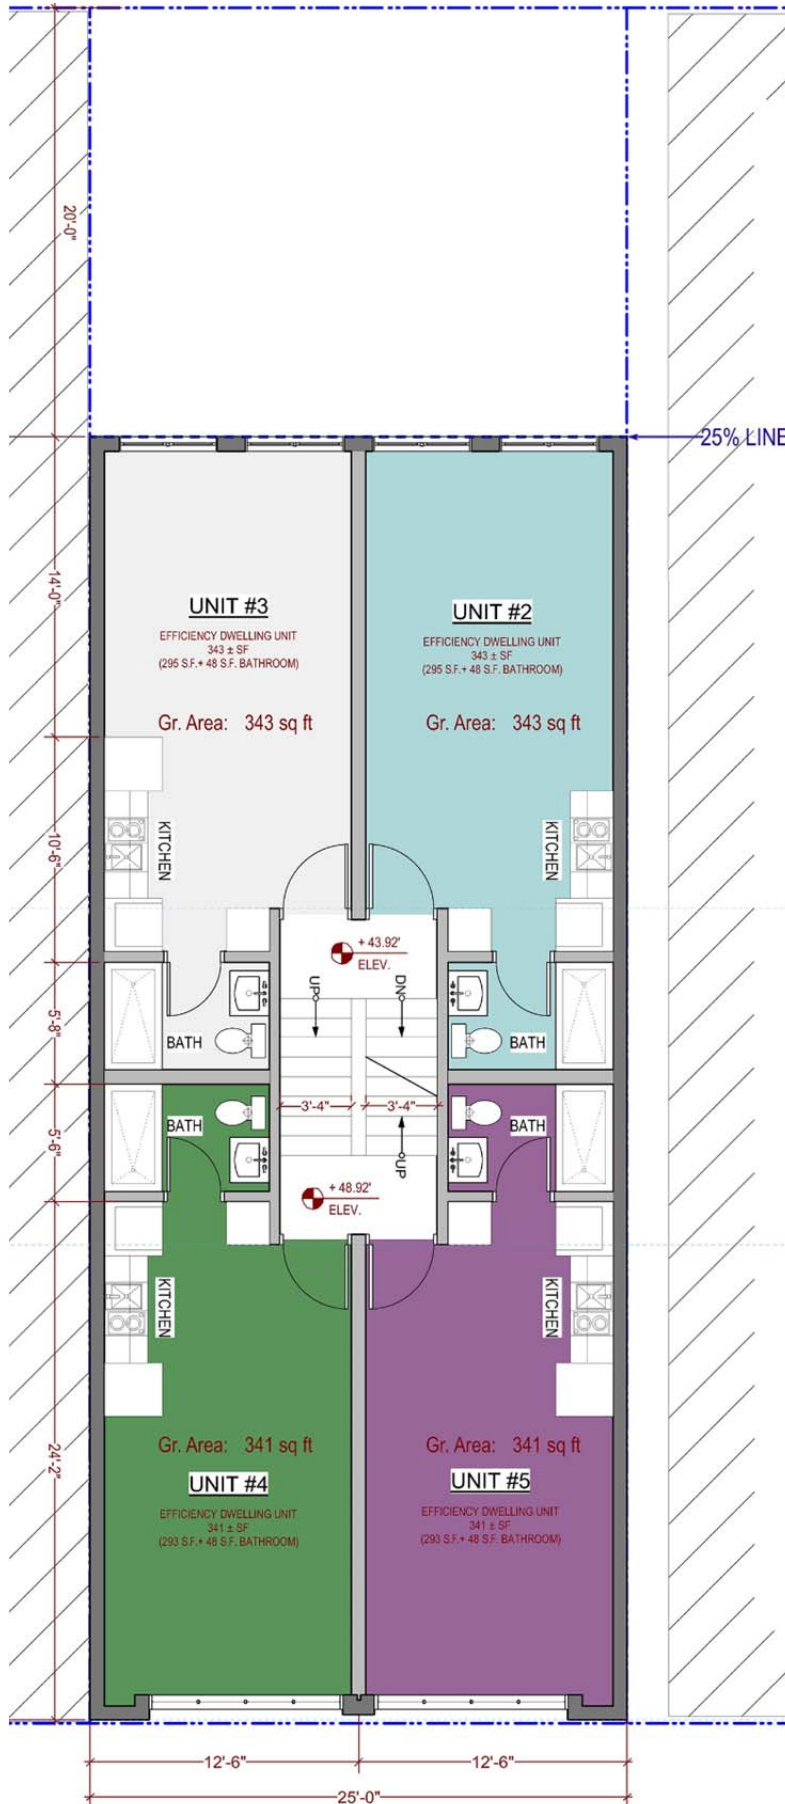 20'-0"
25% LINE
14'-0"
UNIT #3
EFFICIENCY DWELLING UNIT
343 ± SF
(295 S.F.+ 48 S.F. BATHROOM)
Gr. Area: 343 sq ft
UNIT #2
EFFICIENCY DWELLING UNIT
343 ± SF
(295 S.F.+ 48 S.F. BATHROOM)
Gr. Area: 343 sq ft
10'-6"
KITCHEN
KITCHEN
+ 43.92'
ELEV.
UP
DN
5'-8"
BATH
BATH
3'-4"
3'-4"
5'-6"
BATH
BATH
UP
+ 48.92'
ELEV.
KITCHEN
KITCHEN
24'-2"
Gr. Area: 341 sq ft
UNIT #4
EFFICIENCY DWELLING UNIT
341 ± SF
(293 S.F.+ 48 S.F. BATHROOM)
Gr. Area: 341 sq ft
UNIT #5
EFFICIENCY DWELLING UNIT
341 ± SF
(293 S.F.+ 48 S.F. BATHROOM)
12'-6"
12'-6"
25'-0"